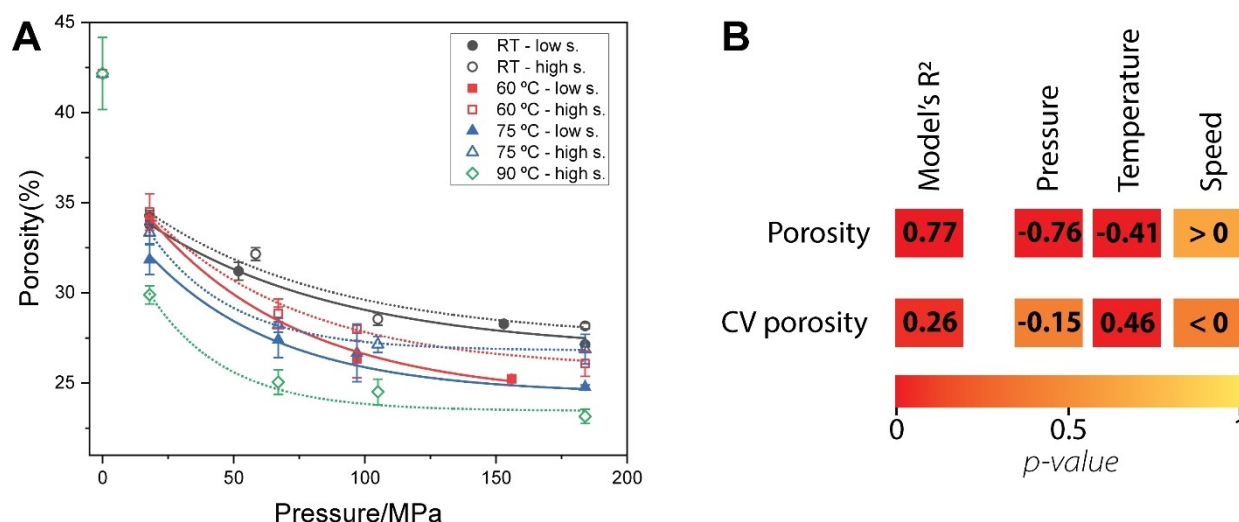 A
45
40
35
30
25
Porosity(%)
0
50
100
150
200
Pressure/MPa
RT - low s.
RT - high s.
60 ºC - low s.
60 ºC - high s.
75 ºC - low s.
75 ºC - high s.
90 ºC - high s.
B
Model's R²
Pressure
Temperature
Speed
Porosity 0.77 -0.76 -0.41 > 0
CV porosity 0.26 -0.15 0.46 < 0
0 0.5 1
p-value